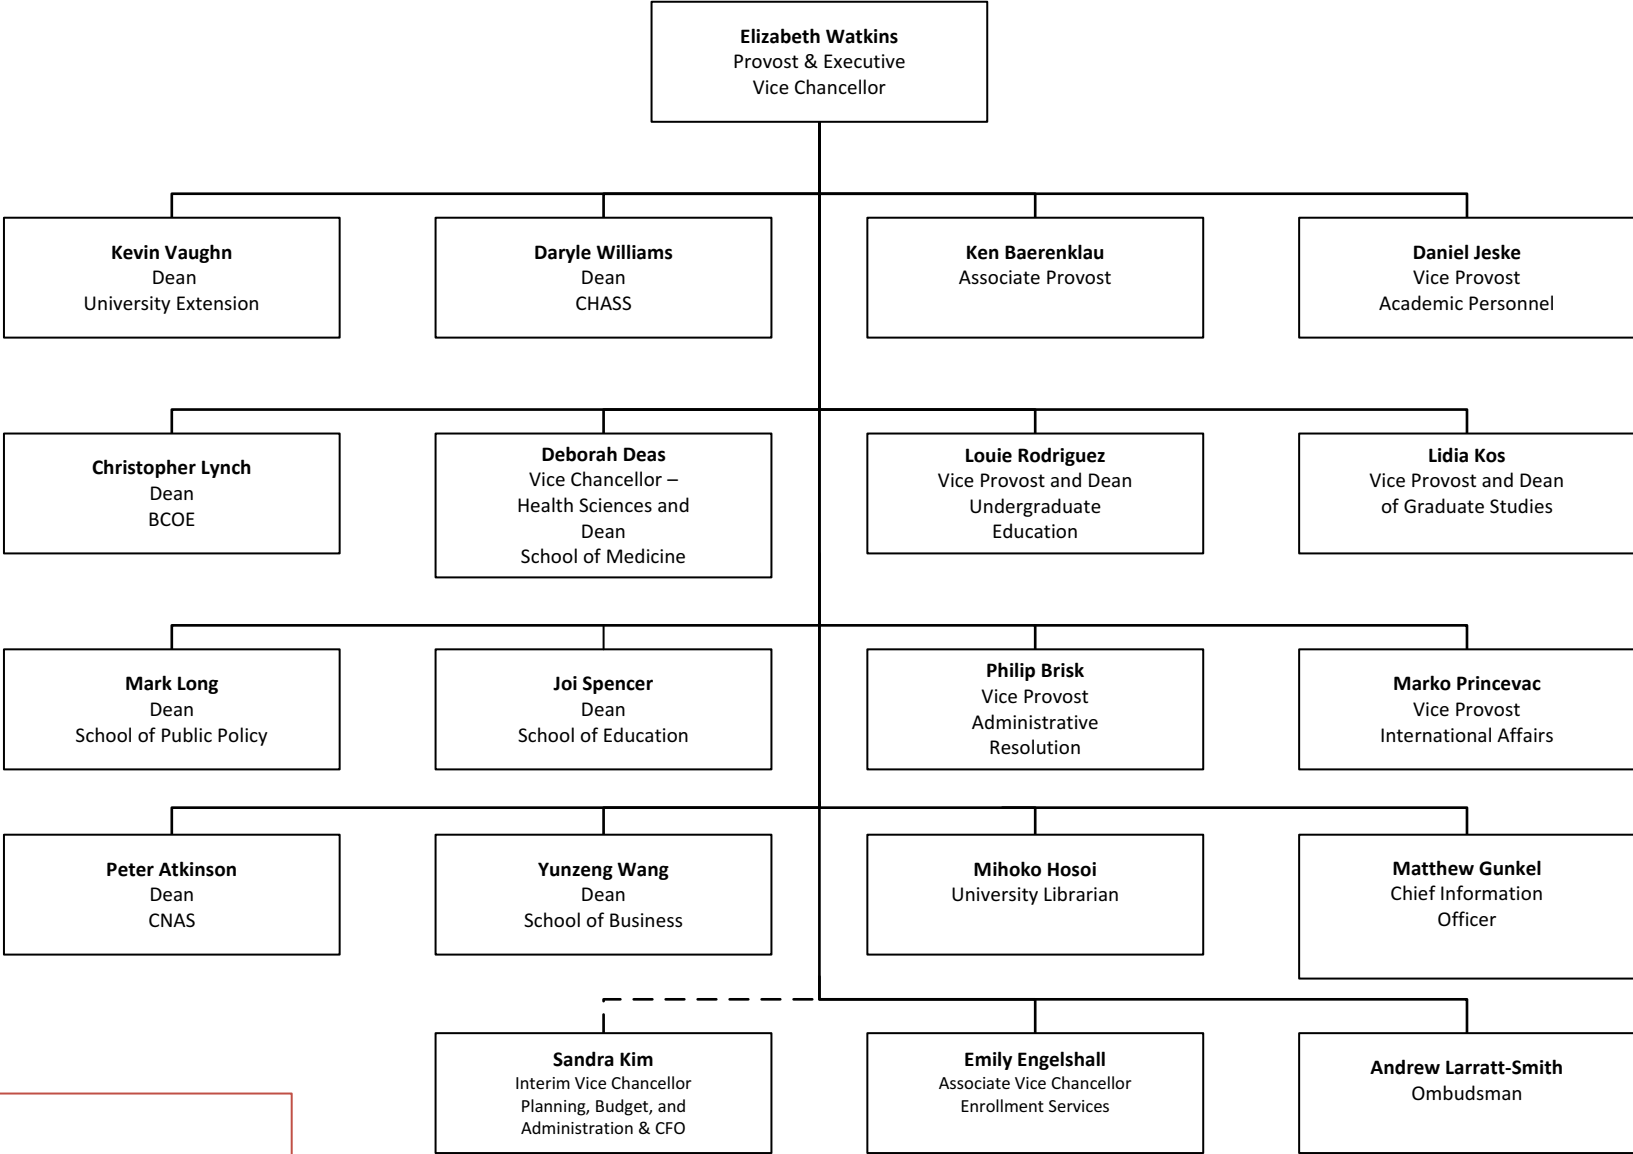 Elizabeth Watkins
Provost & Executive
Vice Chancellor
Kevin Vaughn
Dean
University Extension
Daryle Williams
Dean
CHASS
Ken Baerenklau
Associate Provost
Daniel Jeske
Vice Provost
Academic Personnel
Christopher Lynch
Dean
BCOE
Deborah Deas
Vice Chancellor –
Health Sciences and
Dean
School of Medicine
Louie Rodriguez
Vice Provost and Dean
Undergraduate
Education
Lidia Kos
Vice Provost and Dean
of Graduate Studies
Mark Long
Dean
School of Public Policy
Joi Spencer
Dean
School of Education
Philip Brisk
Vice Provost
Administrative
Resolution
Marko Princevac
Vice Provost
International Affairs
Peter Atkinson
Dean
CNAS
Yunzeng Wang
Dean
School of Business
Mihoko Hosoi
University Librarian
Matthew Gunkel
Chief Information
Officer
Sandra Kim
Interim Vice Chancellor
Planning, Budget, and
Administration & CFO
Emily Engelshall
Associate Vice Chancellor
Enrollment Services
Andrew Larratt-Smith
Ombudsman